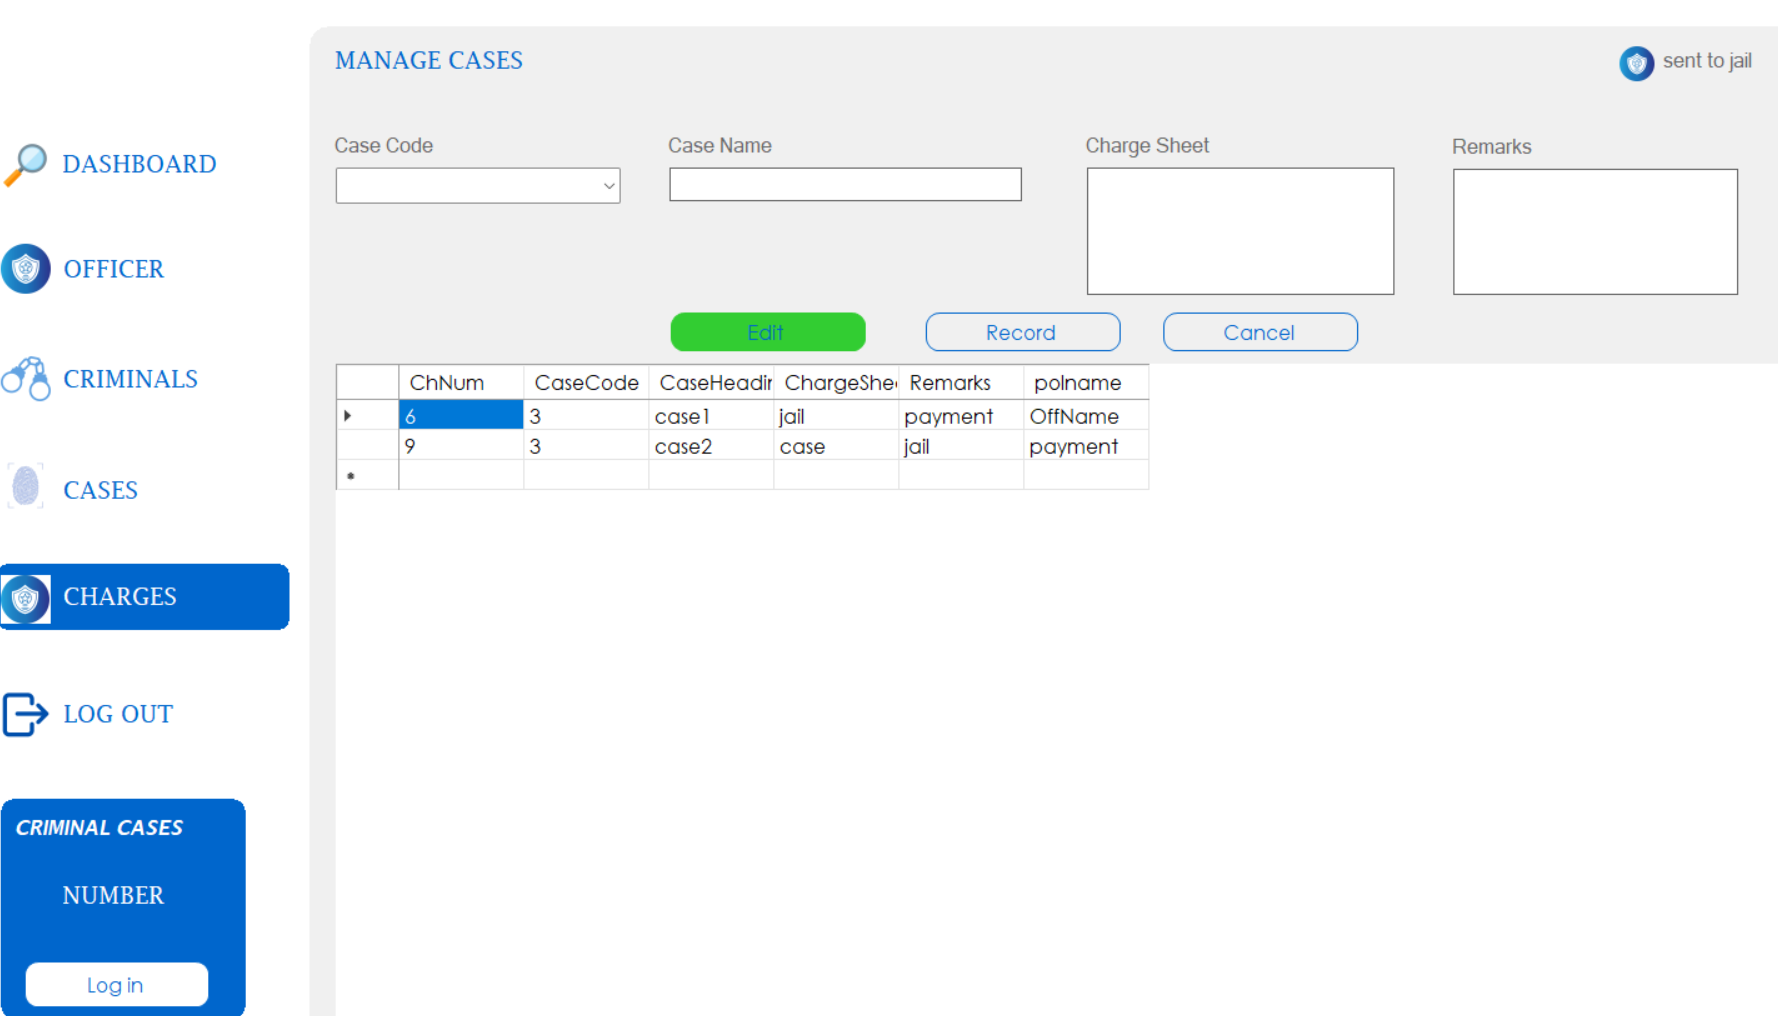 MANAGE CASES
sent to jail
Case Code
Case Name
Charge Sheet
Remarks
DASHBOARD
OFFICER
CRIMINALS
CASES
CHARGES
LOG OUT
Edit
Record
Cancel
ChNum CaseCode CaseHeadin ChargeShe Remarks polname
6 3 case1 jail payment OffName
9 3 case2 case jail payment
CRIMINAL CASES
NUMBER
Log in